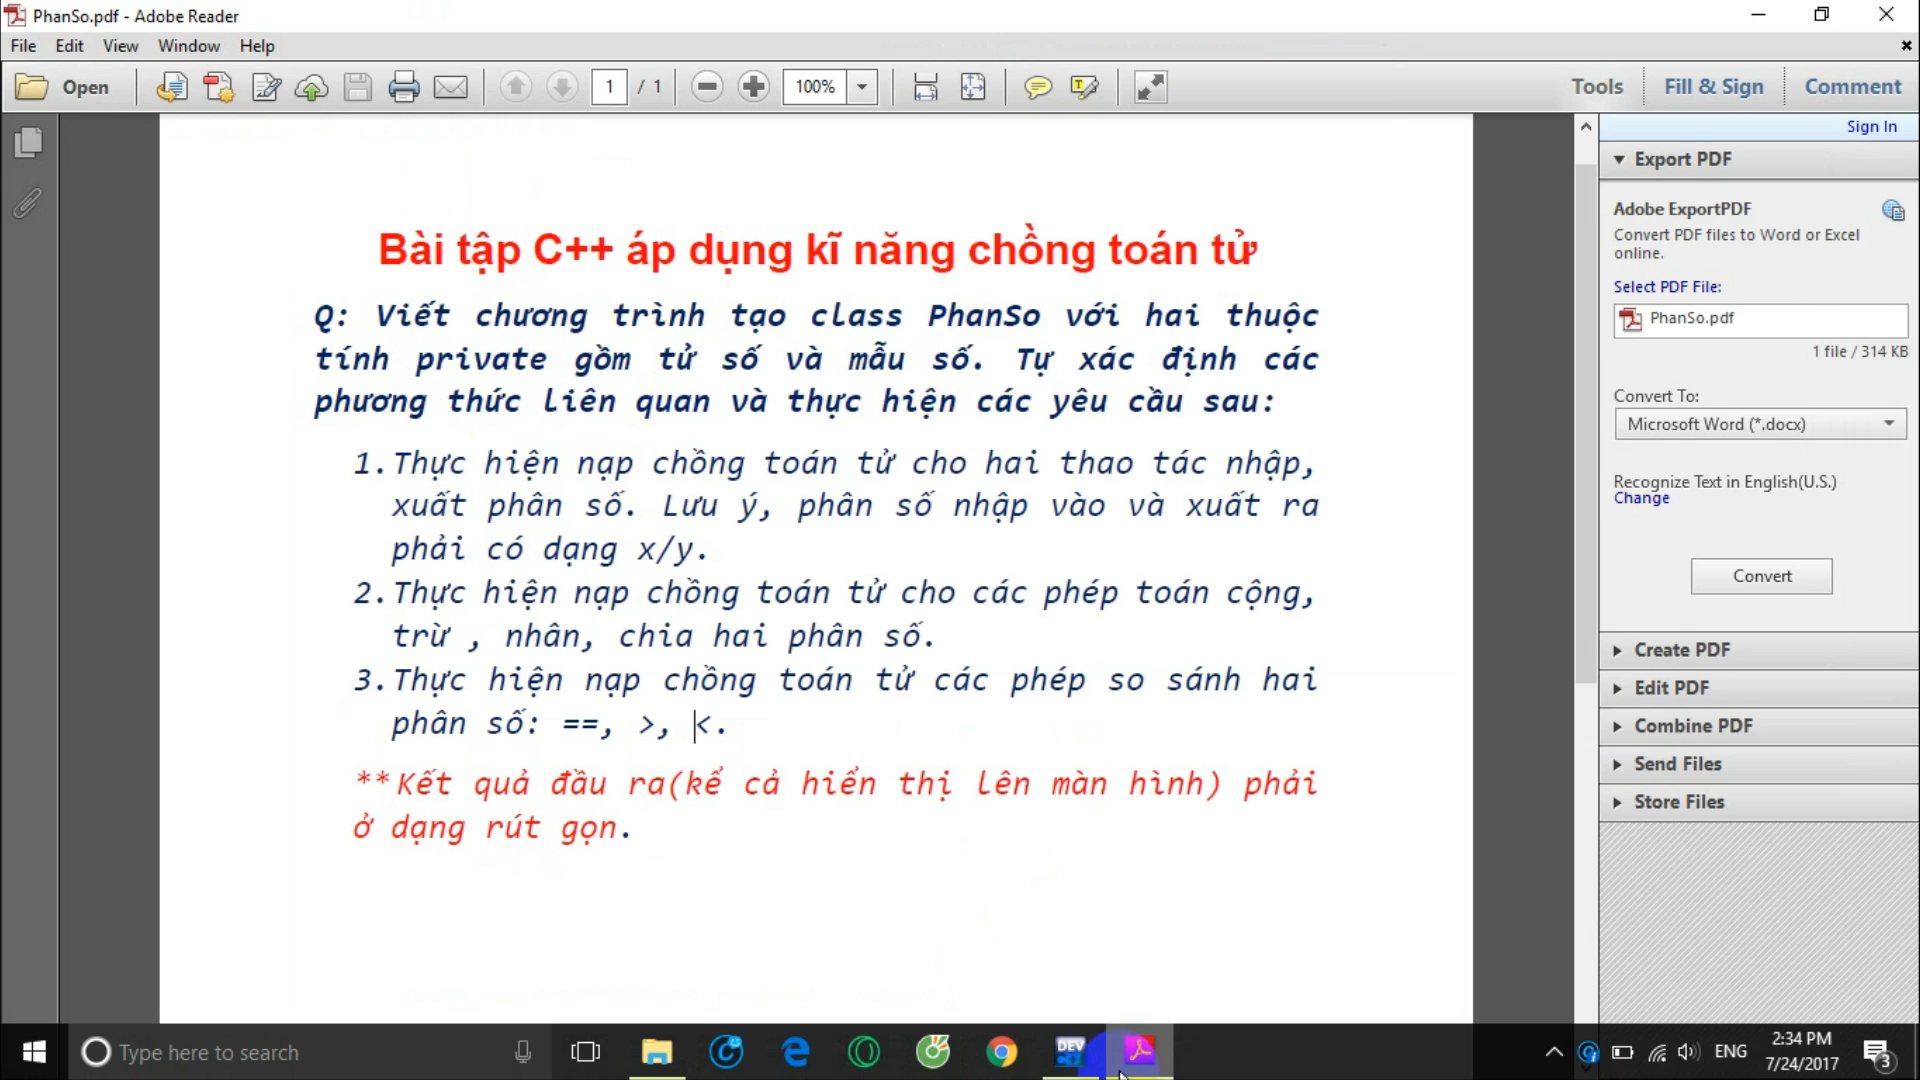 PhanSo.pdf - Adobe Reader
File Edit View Window Help
Open 1 / 1 100% Tools Fill & Sign Comment
Sign In
Export PDF
Adobe ExportPDF
Convert PDF files to Word or Excel
online.
Select PDF File:
PhanSo.pdf
1 file / 314 KB
Convert To:
Microsoft Word (*.docx)
Recognize Text in English(U.S.)
Change
Convert
Create PDF
Edit PDF
Combine PDF
Send Files
Store Files
Bài tập C++ áp dụng kĩ năng chồng toán tử
Q: Viết chương trình tạo class PhanSo với hai thuộc
tính private gồm tử số và mẫu số. Tự xác định các
phương thức liên quan và thực hiện các yêu cầu sau:
1.Thực hiện nạp chồng toán tử cho hai thao tác nhập,
xuất phân số. Lưu ý, phân số nhập vào và xuất ra
phải có dạng x/y.
2.Thực hiện nạp chồng toán tử cho các phép toán cộng,
trừ , nhân, chia hai phân số.
3.Thực hiện nạp chồng toán tử các phép so sánh hai
phân số: ==, >, <.
**Kết quả đầu ra(kể cả hiển thị lên màn hình) phải
ở dạng rút gọn.
Type here to search
DEV
ENG
2:34 PM
7/24/2017
3